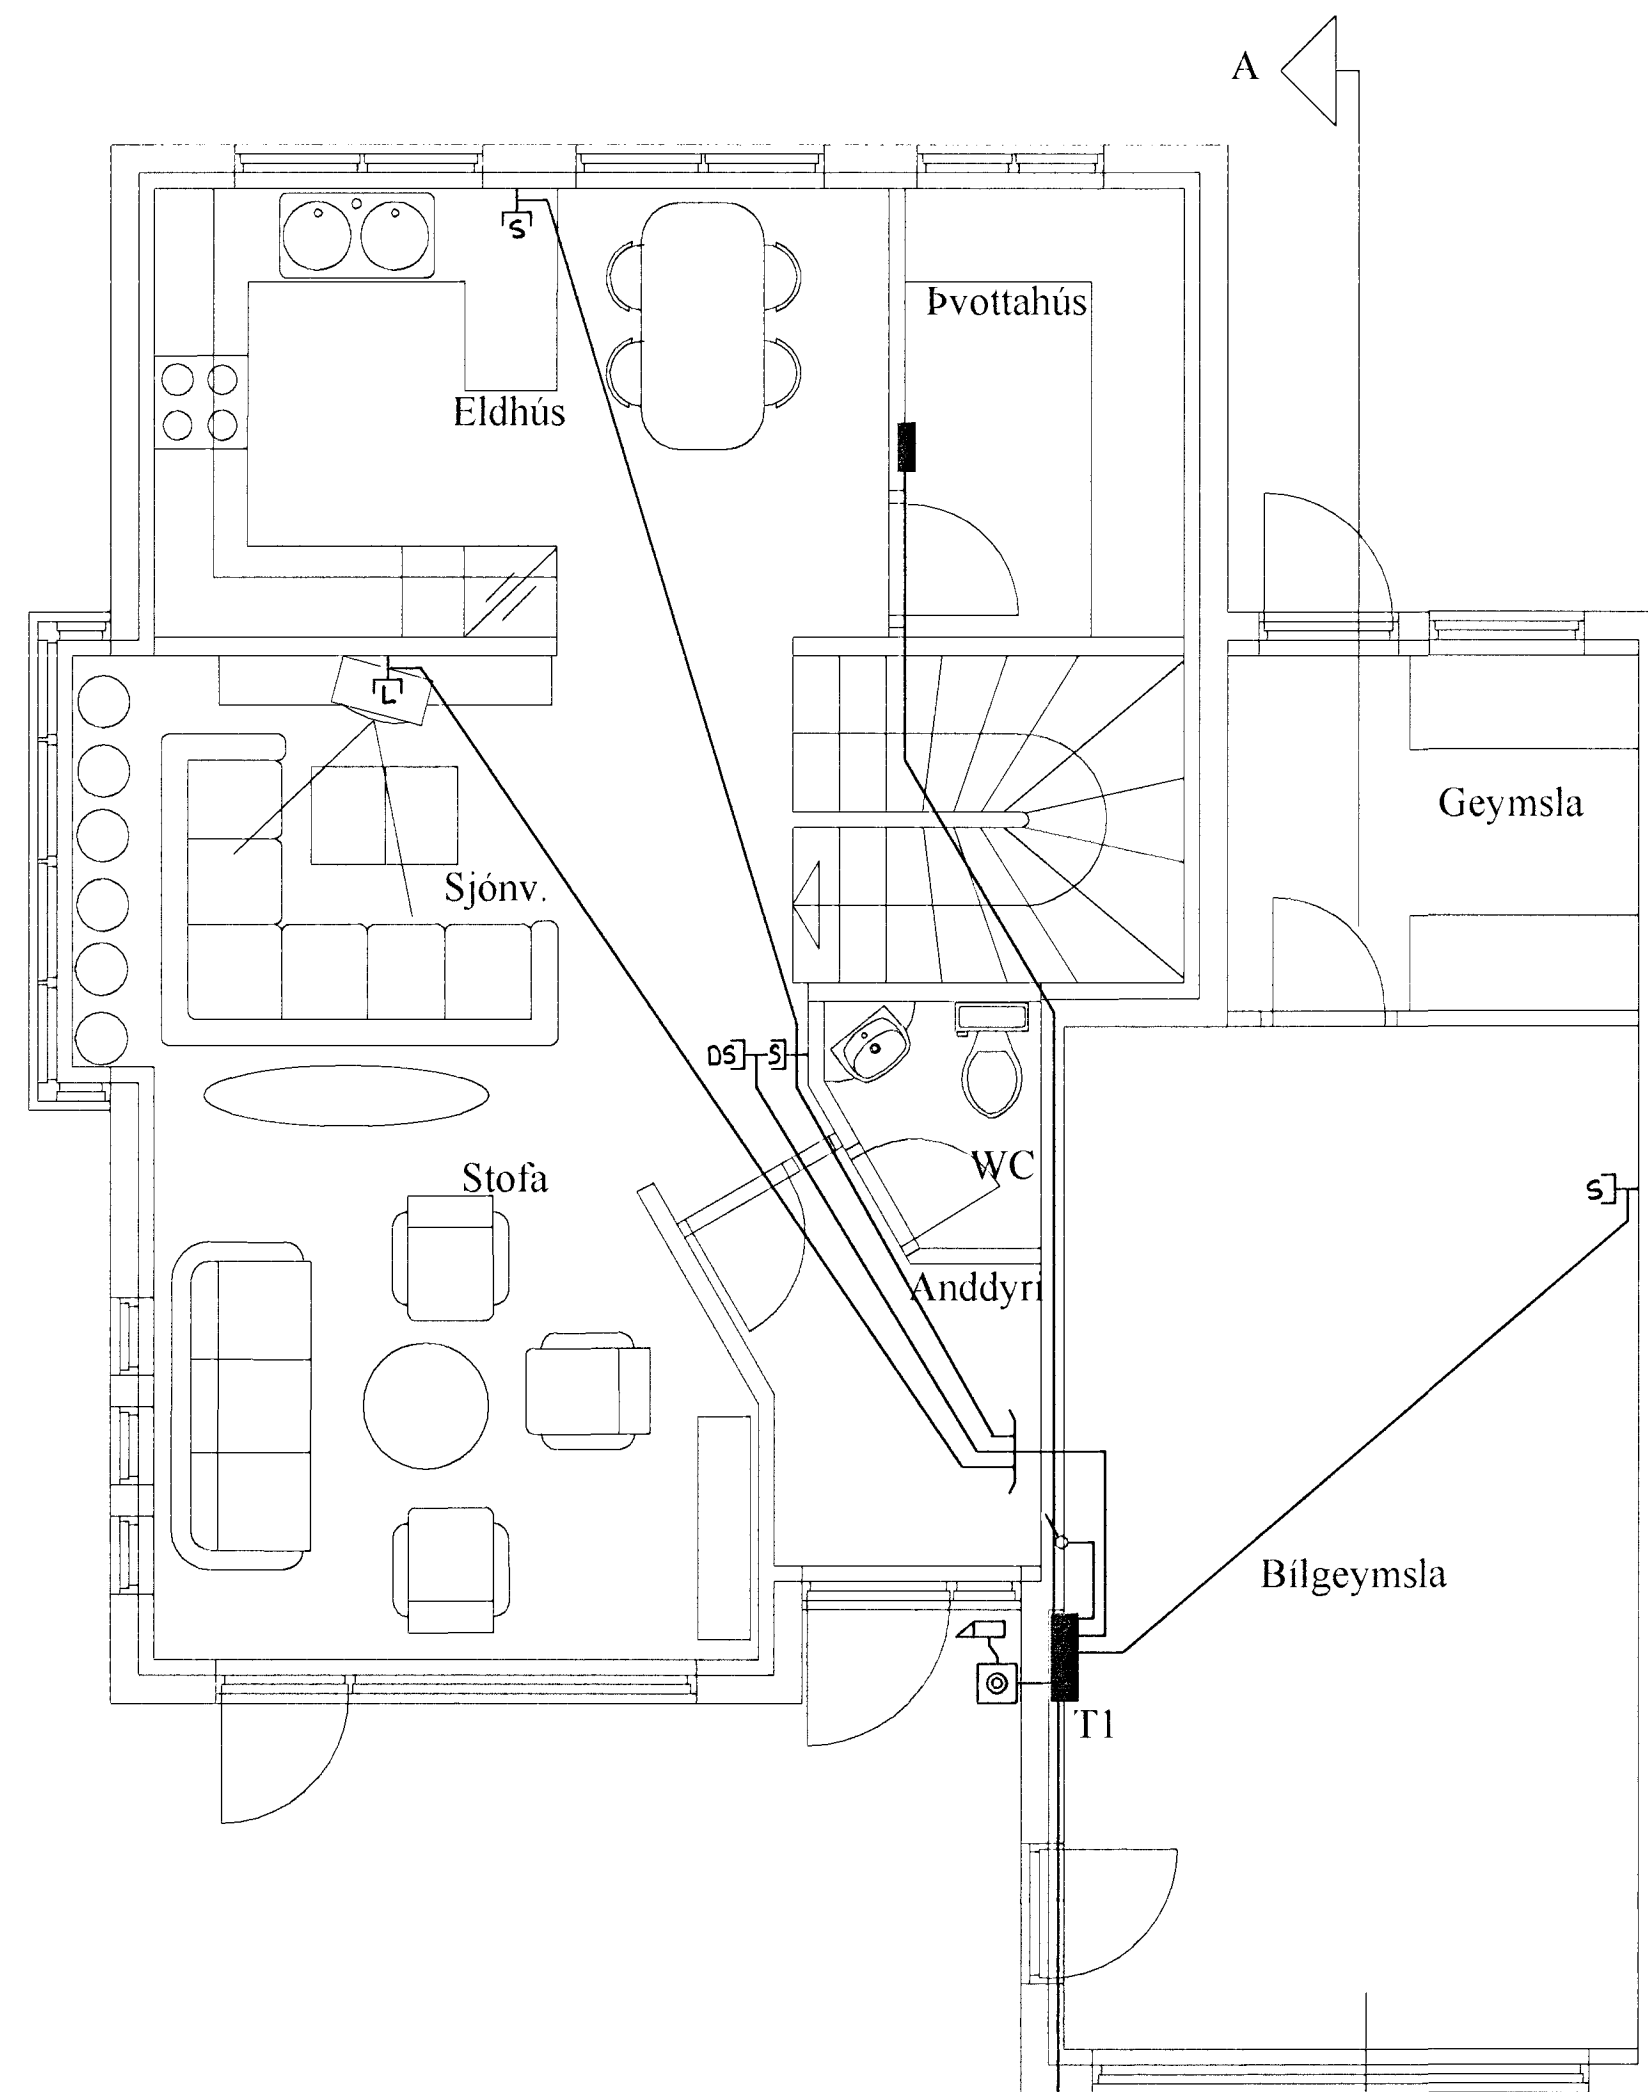 A
S
Þvottahús
Eldhús
L
Geymsla
Sjónv.
DS S
WC
Stofa
S
Anddyri
Bílgeymsla
T1